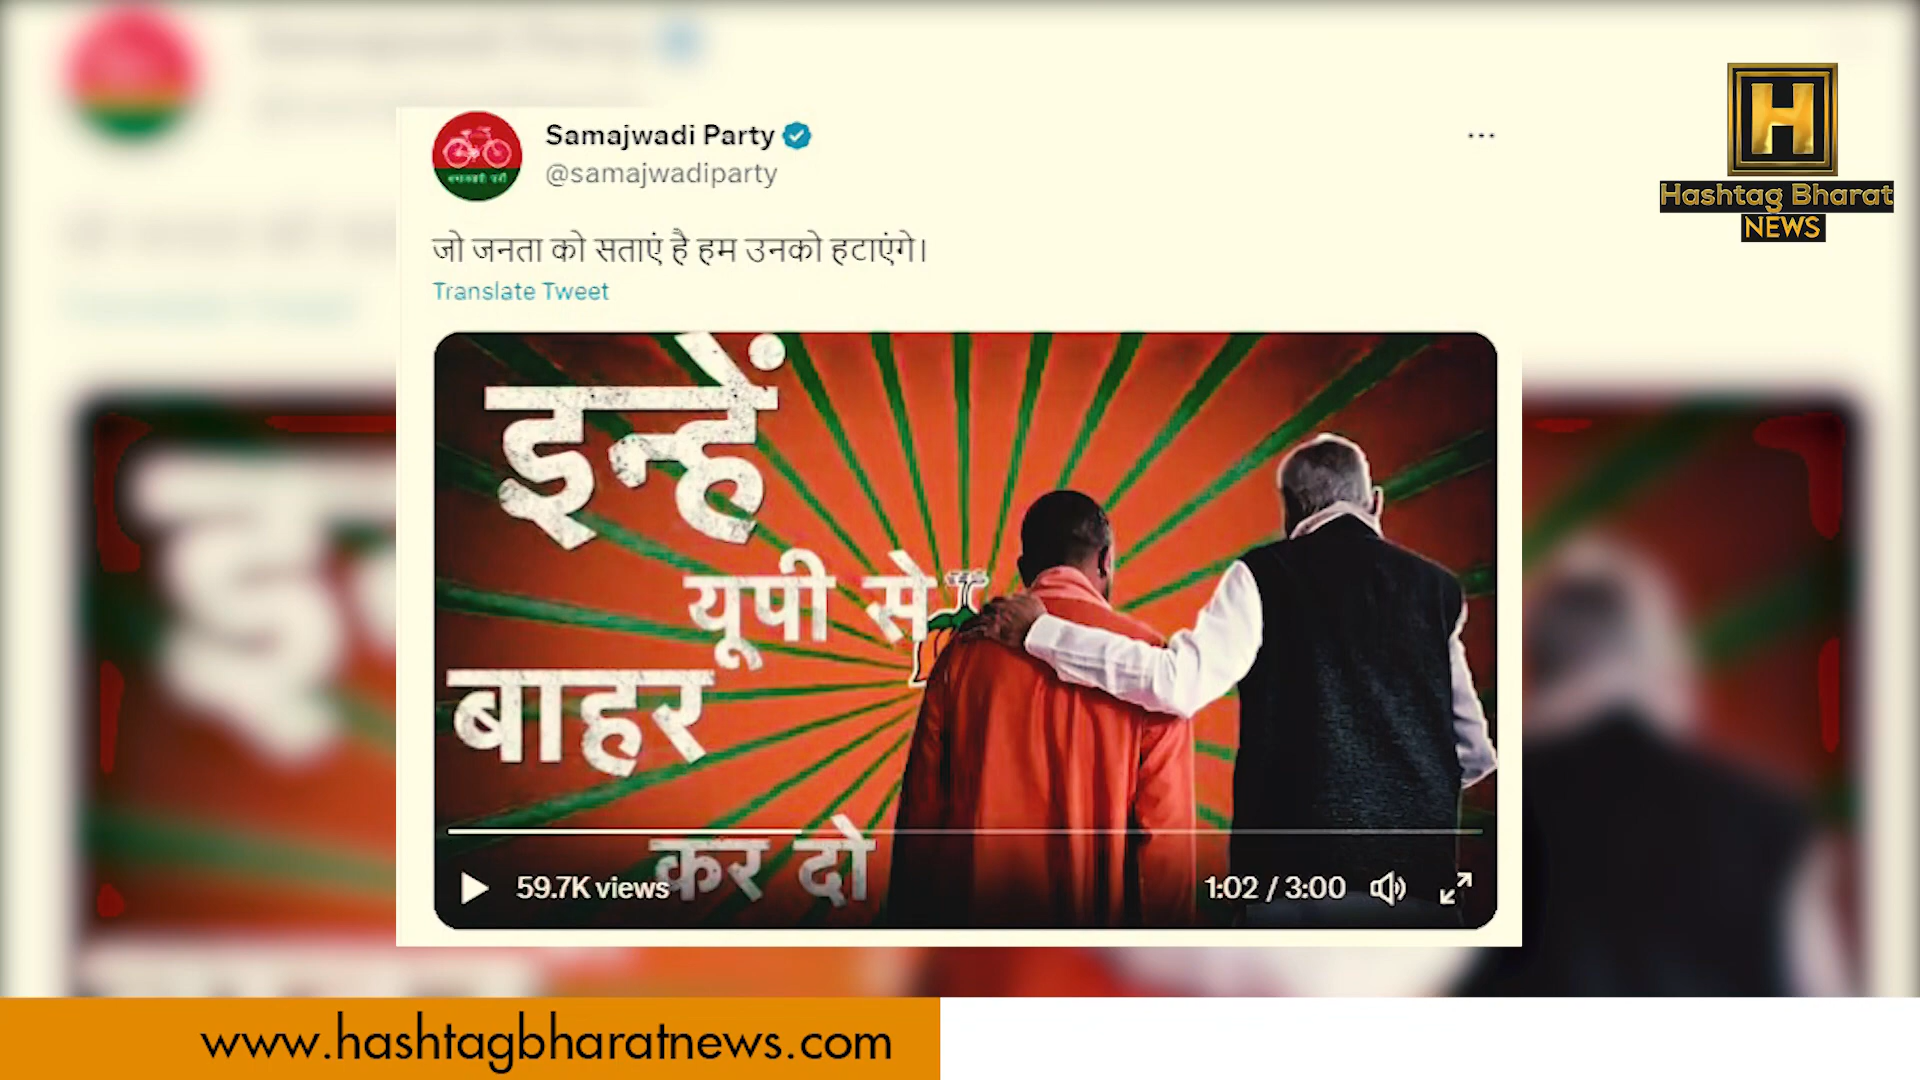 Samajwadi Party
@samajwadiparty
जो जनता को सताएं है हम उनको हटाएंगे।
Translate Tweet
इन्हें
यूपी से
बाहर
कर दो
59.7K views
1:02 / 3:00
H
Hashtag Bharat
NEWS
www.hashtagbharatnews.com